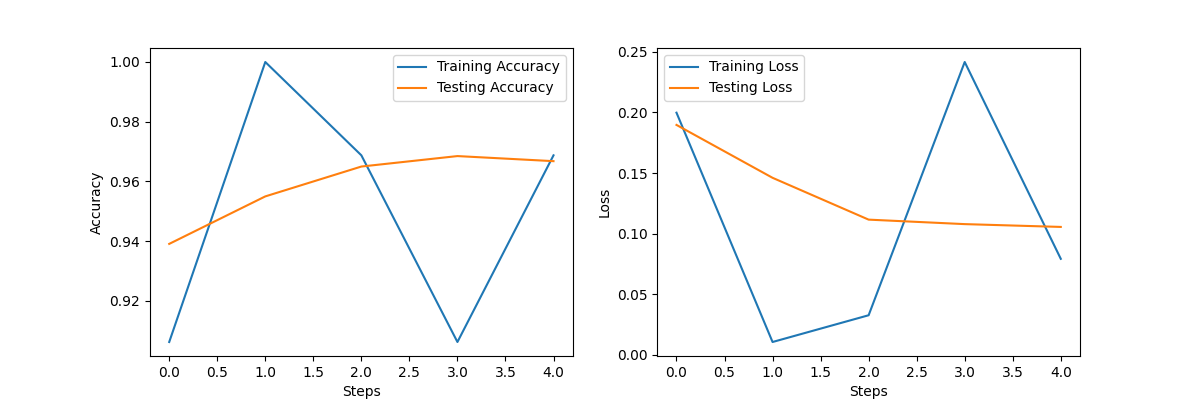 Training Accuracy
Testing Accuracy
1.00
0.98
0.96
0.94
0.92
Accuracy
0.0 0.5 1.0 1.5 2.0 2.5 3.0 3.5 4.0
Steps
Training Loss
Testing Loss
0.25
0.20
0.15
0.10
0.05
0.00
Loss
0.0 0.5 1.0 1.5 2.0 2.5 3.0 3.5 4.0
Steps